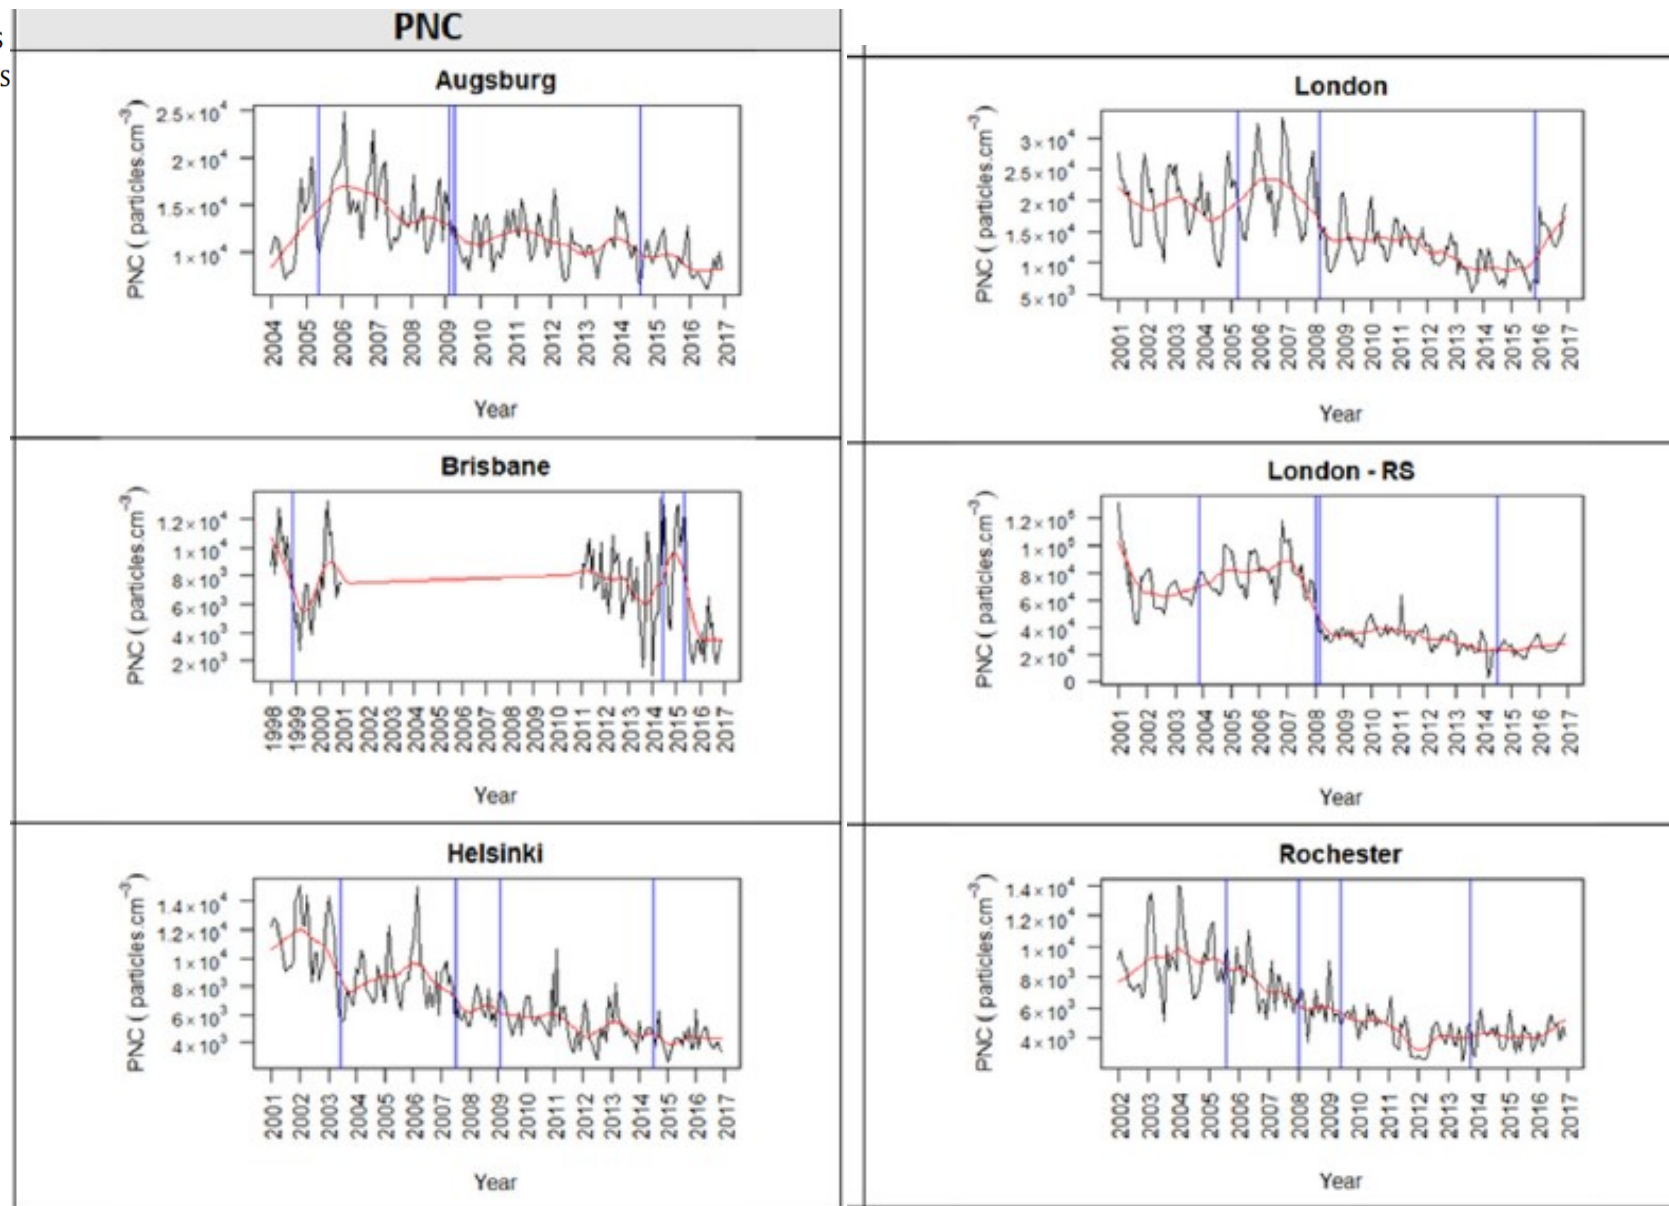 s
s
PNC
Augsburg
PNC ( particles.cm⁻³)
2.5 × 10⁴
2 × 10⁴
1.5 × 10⁴
1 × 10⁴
2004 2005 2006 2007 2008 2009 2010 2011 2012 2013 2014 2015 2016 2017
Year
Brisbane
PNC ( particles.cm⁻³)
1.2 × 10⁴
1 × 10⁴
8 × 10³
6 × 10³
4 × 10³
2 × 10³
1998 1999 2000 2001 2002 2003 2004 2005 2006 2007 2008 2009 2010 2011 2012 2013 2014 2015 2016 2017
Year
Helsinki
PNC ( particles.cm⁻³)
1.4 × 10⁴
1.2 × 10⁴
1 × 10⁴
8 × 10³
6 × 10³
4 × 10³
2001 2002 2003 2004 2005 2006 2007 2008 2009 2010 2011 2012 2013 2014 2015 2016 2017
Year
London
PNC ( particles.cm⁻³)
3 × 10⁴
2.5 × 10⁴
2 × 10⁴
1.5 × 10⁴
1 × 10⁴
5 × 10³
2001 2002 2003 2004 2005 2006 2007 2008 2009 2010 2011 2012 2013 2014 2015 2016 2017
Year
London - RS
PNC ( particles.cm⁻³)
1.2 × 10⁵
1 × 10⁵
8 × 10⁴
6 × 10⁴
4 × 10⁴
2 × 10⁴
0
2001 2002 2003 2004 2005 2006 2007 2008 2009 2010 2011 2012 2013 2014 2015 2016 2017
Year
Rochester
PNC ( particles.cm⁻³)
1.4 × 10⁴
1.2 × 10⁴
1 × 10⁴
8 × 10³
6 × 10³
4 × 10³
2002 2003 2004 2005 2006 2007 2008 2009 2010 2011 2012 2013 2014 2015 2016 2017
Year